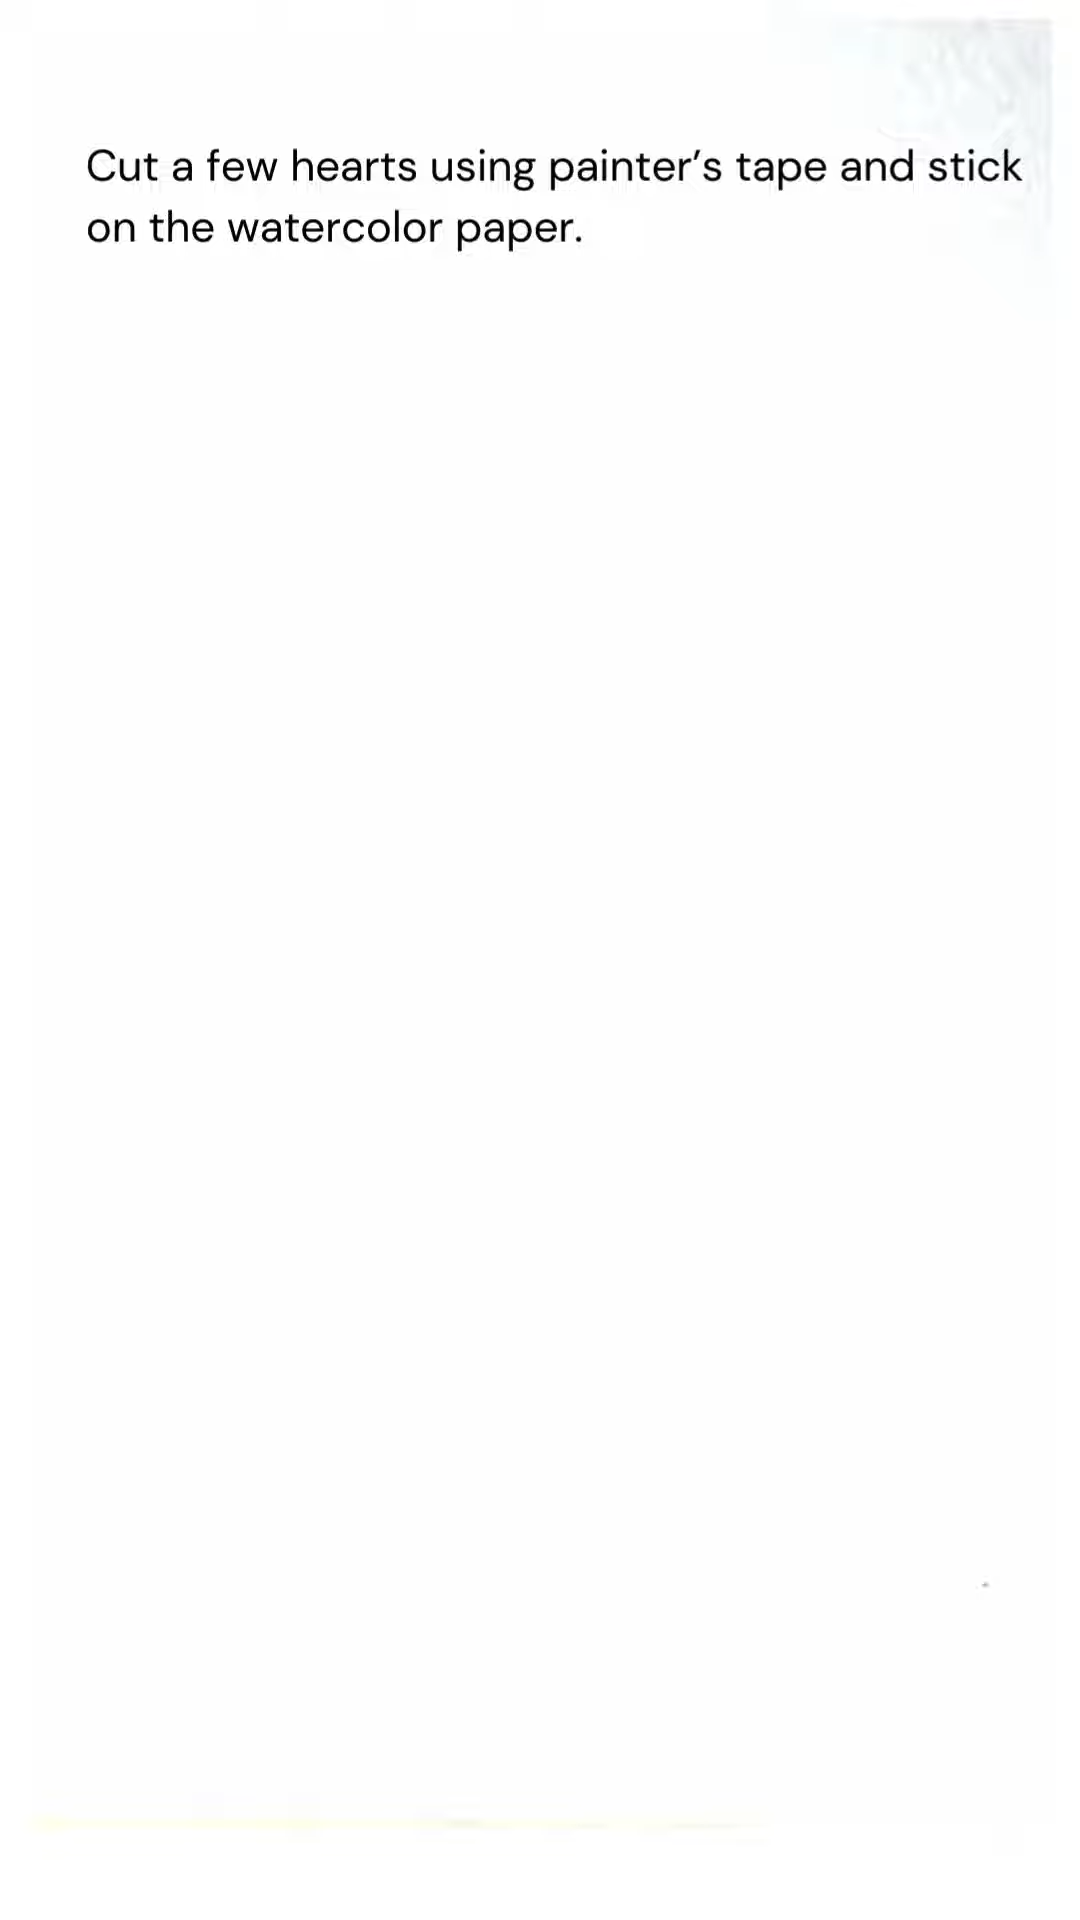 Cut a few hearts using painter’s tape and stick
on the watercolor paper.